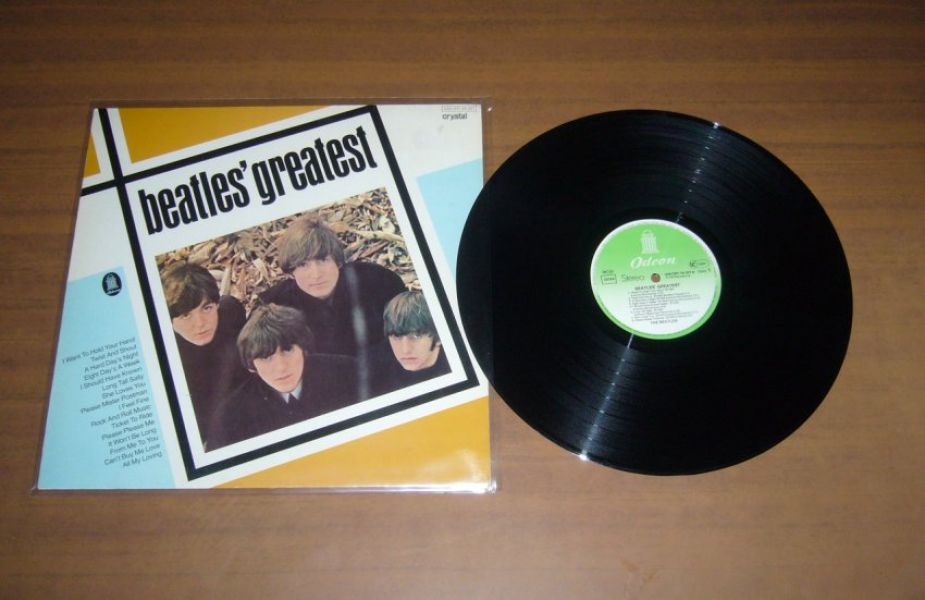 crystal
beatles' greatest
I Want To Hold Your Hand
Twist And Shout
A Hard Day's Night
Eight Day's A Week
I Should Have Known
Long Tall Sally
She Loves You
Please Mister Postman
I Feel Fine
Rock And Roll Music
Ticket To Ride
Please Please Me
It Won't Be Long
From Me To You
Can't Buy Me Love
All My Loving
Odeon
Stereo
BEATLES' GREATEST
THE BEATLES